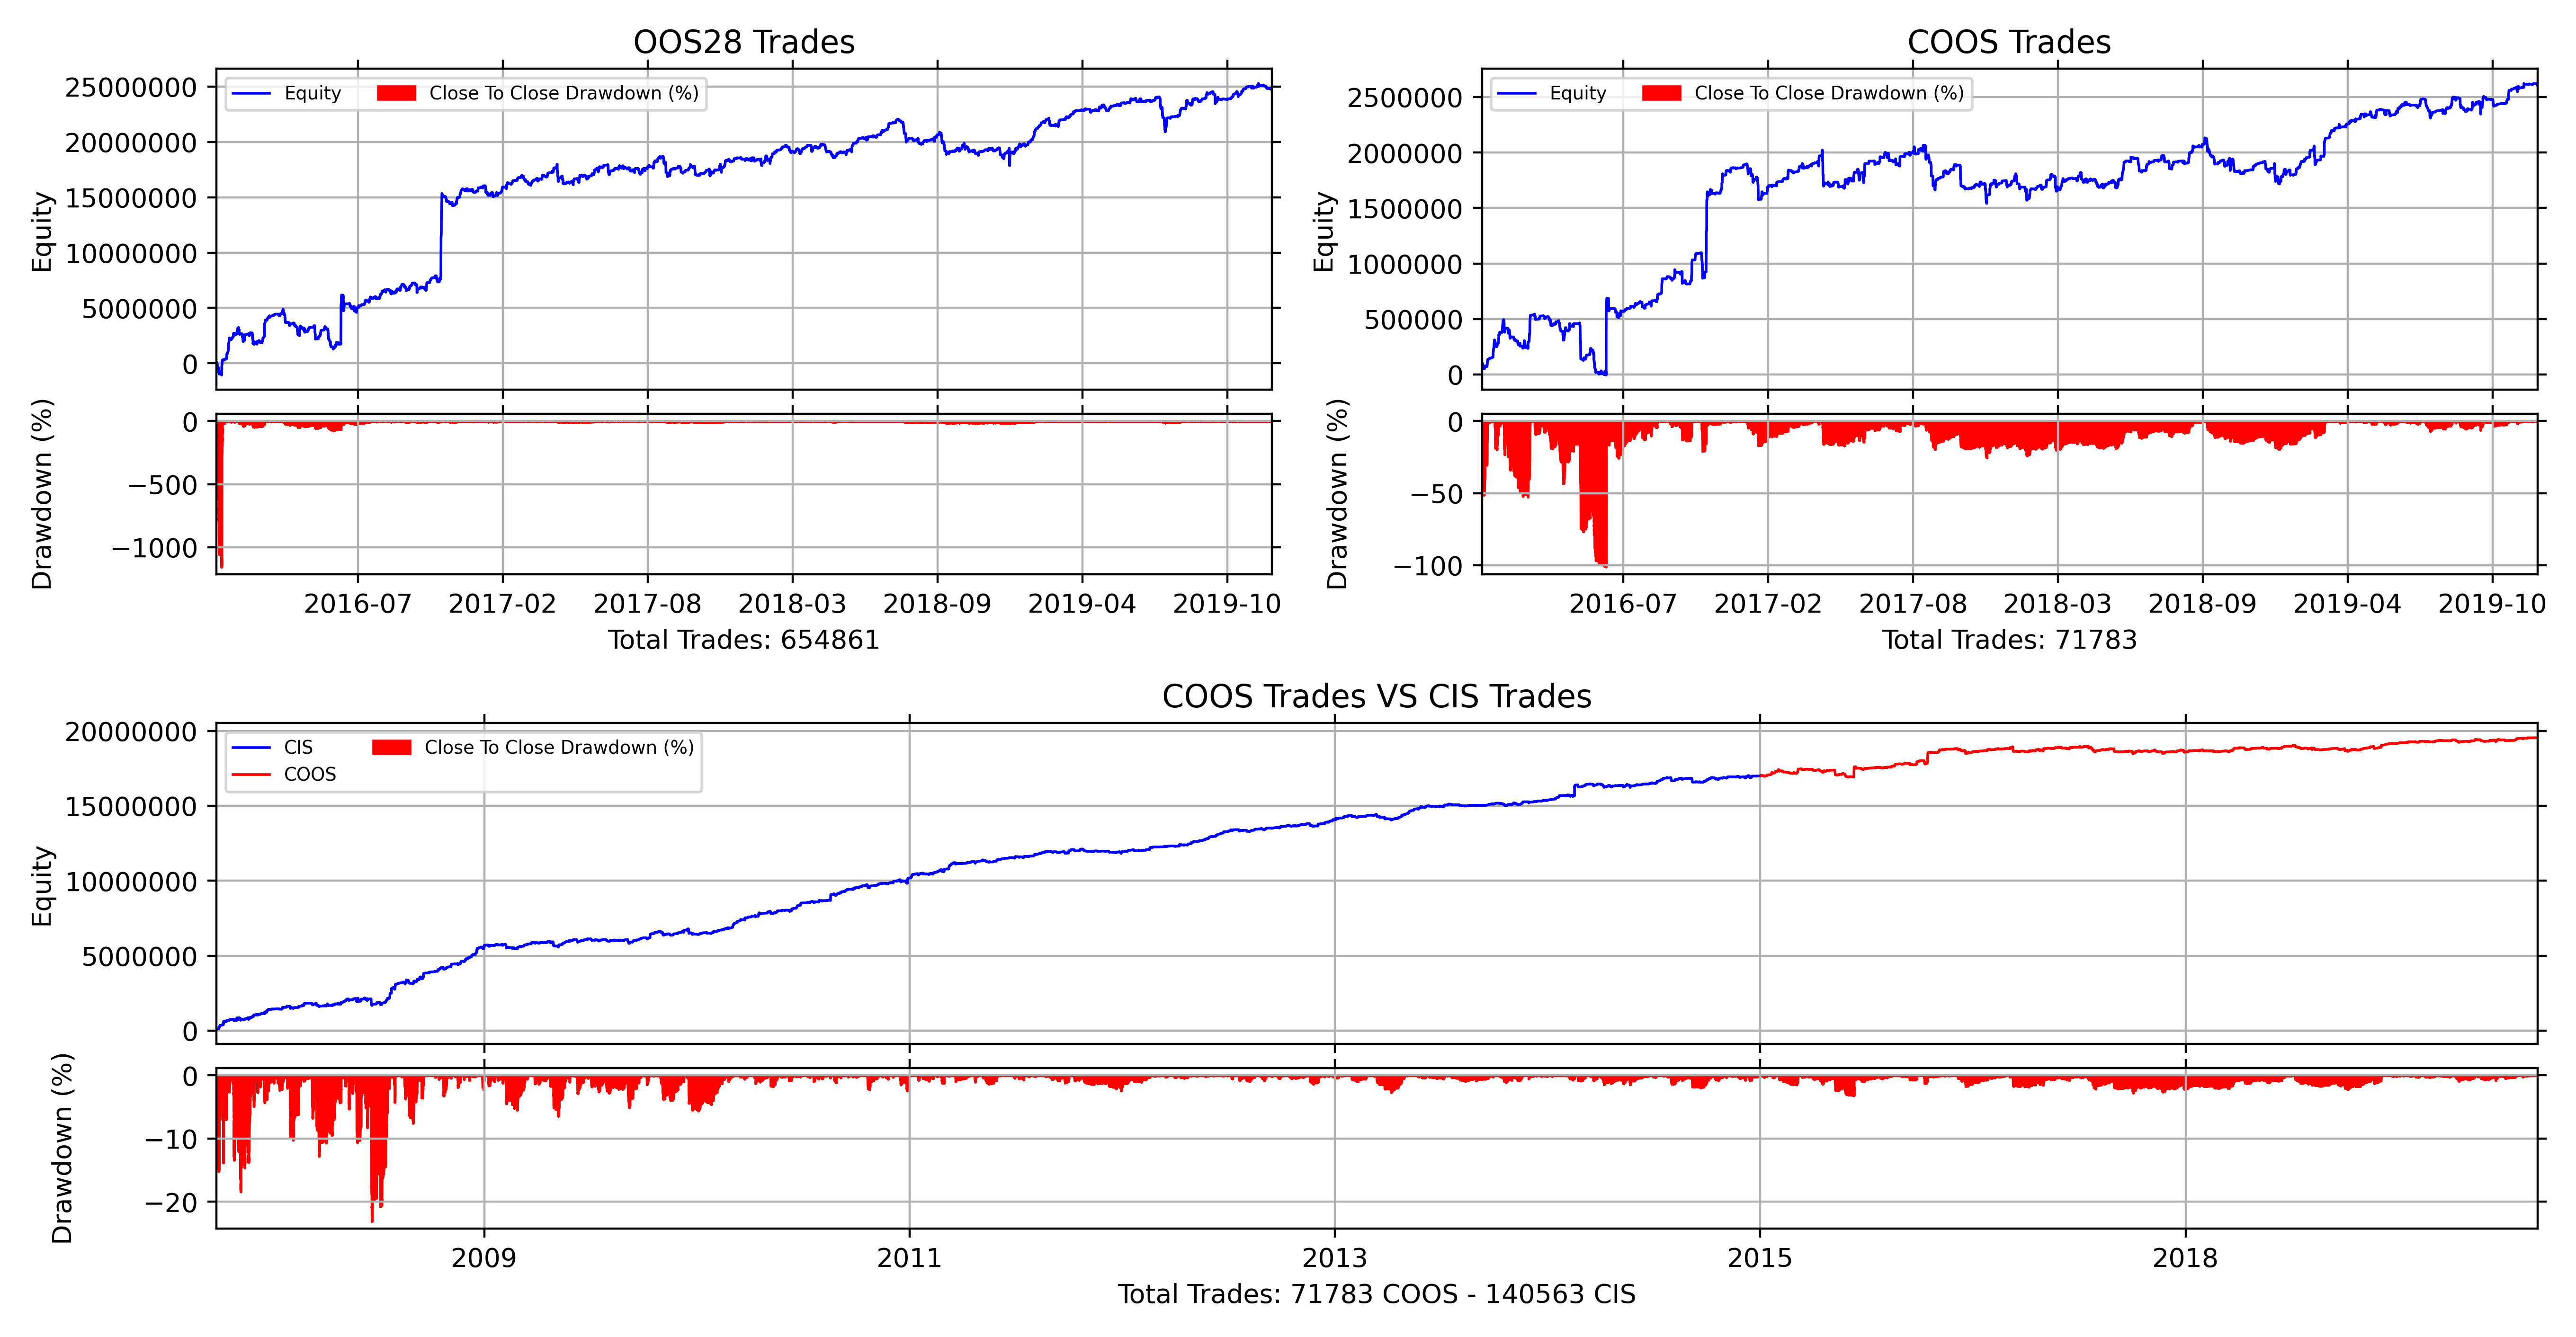 OOS28 Trades
Equity
Close To Close Drawdown (%)
Equity
25000000
20000000
15000000
10000000
5000000
0
Drawdown (%)
0
−500
−1000
2016-07 2017-02 2017-08 2018-03 2018-09 2019-04 2019-10
Total Trades: 654861
COOS Trades
Equity
Close To Close Drawdown (%)
Equity
2500000
2000000
1500000
1000000
500000
0
Drawdown (%)
0
−50
−100
2016-07 2017-02 2017-08 2018-03 2018-09 2019-04 2019-10
Total Trades: 71783
COOS Trades VS CIS Trades
CIS
COOS
Close To Close Drawdown (%)
Equity
20000000
15000000
10000000
5000000
0
Drawdown (%)
0
−10
−20
2009 2011 2013 2015 2018
Total Trades: 71783 COOS - 140563 CIS